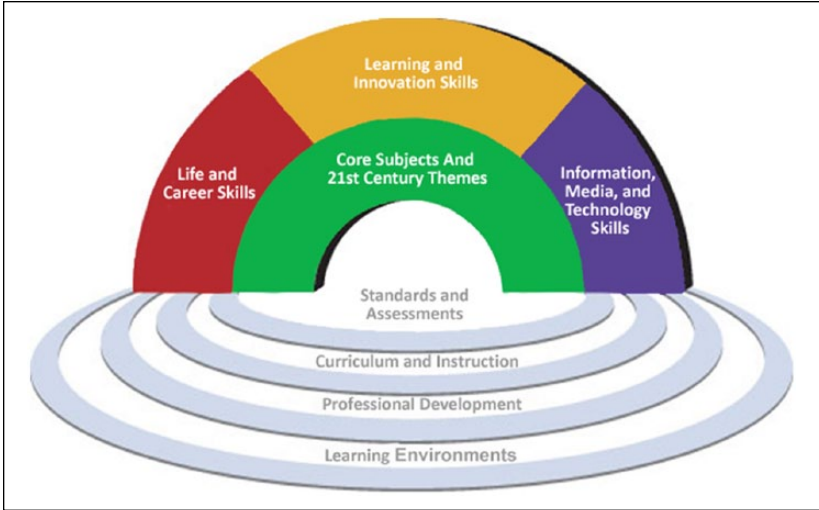 Learning and
Innovation Skills
Core Subjects And
21st Century Themes
Life and
Career Skills
Information,
Media, and
Technology
Skills
Standards and
Assessments
Curriculum and Instruction
Professional Development
Learning Environments